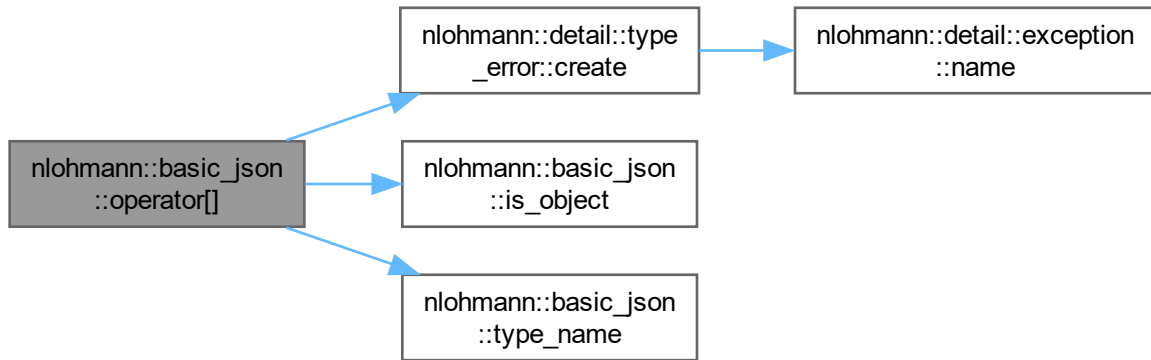 nlohmann::detail::type
_error::create
nlohmann::detail::exception
::name
nlohmann::basic_json
::operator[]
nlohmann::basic_json
::is_object
nlohmann::basic_json
::type_name